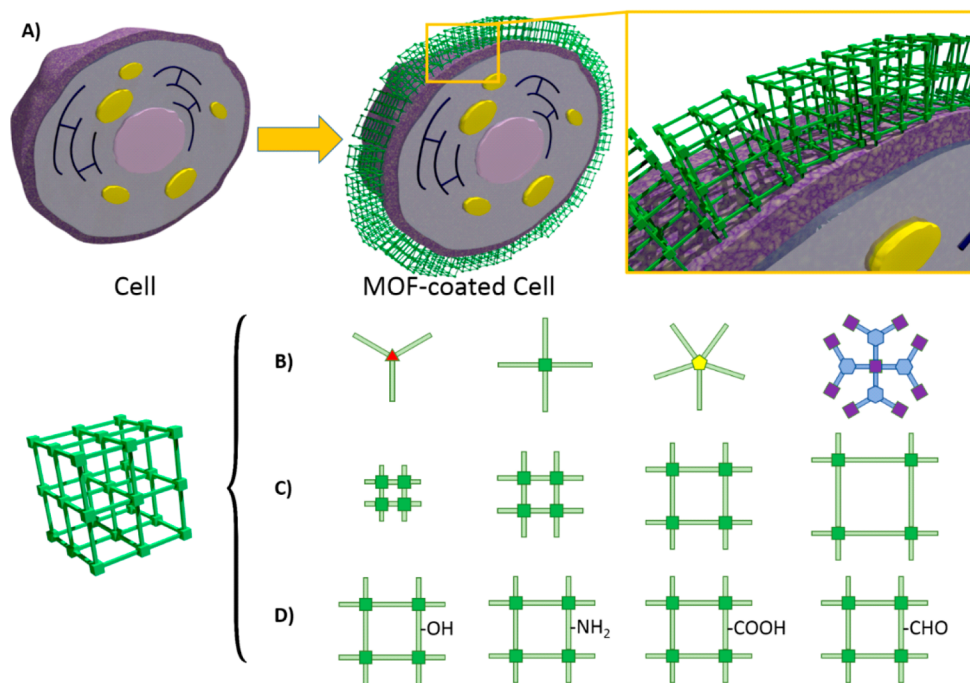 A)
Cell
MOF-coated Cell
B)
C)
D)
-OH
-NH₂
-COOH
-CHO